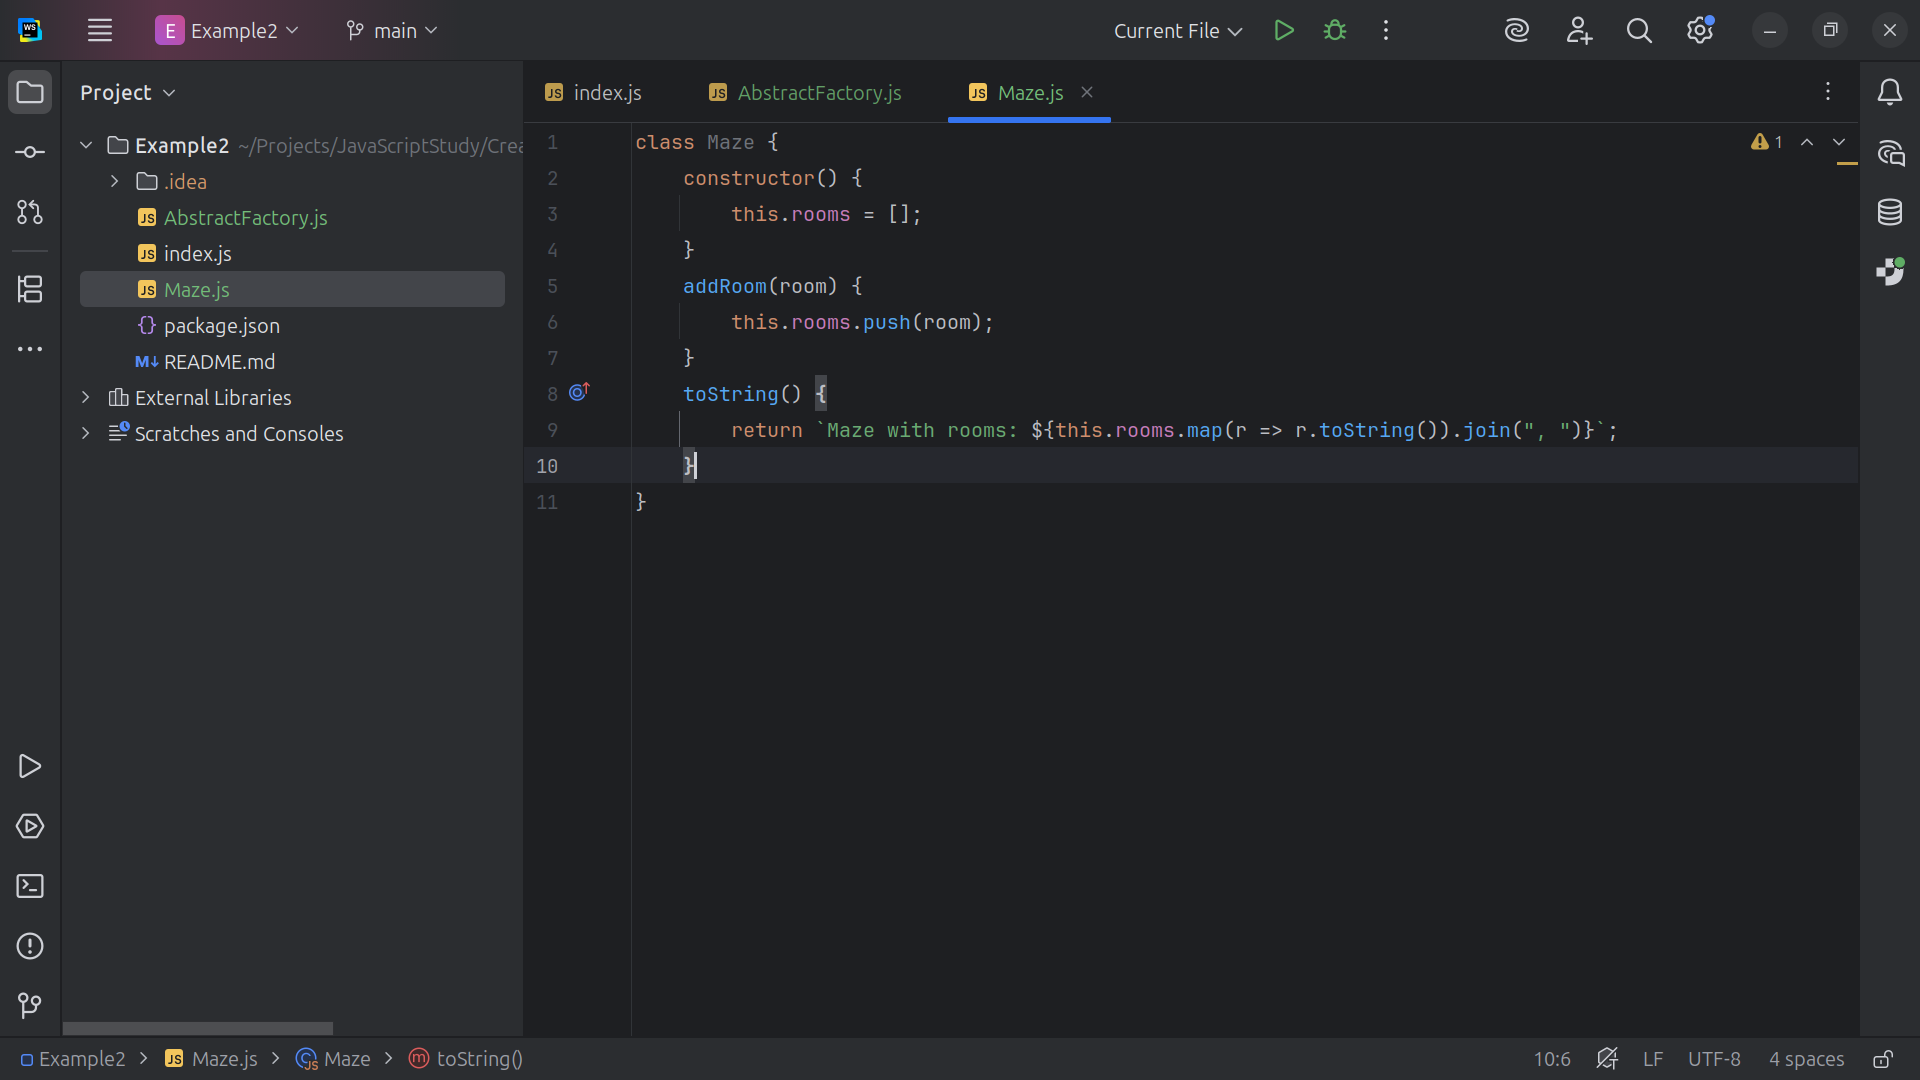 WS E Example2 main Current File
Project
index.js AbstractFactory.js Maze.js
Example2 ~/Projects/JavaScriptStudy/Crea
.idea
AbstractFactory.js
index.js
Maze.js
package.json
README.md
External Libraries
Scratches and Consoles
1 class Maze {
2 constructor() {
3 this.rooms = [];
4 }
5 addRoom(room) {
6 this.rooms.push(room);
7 }
8 toString() {
9 return `Maze with rooms: ${this.rooms.map(r => r.toString()).join(", ")}`;
10 }
11 }
1
Example2 > Maze.js > Maze > toString()
10:6 LF UTF-8 4 spaces